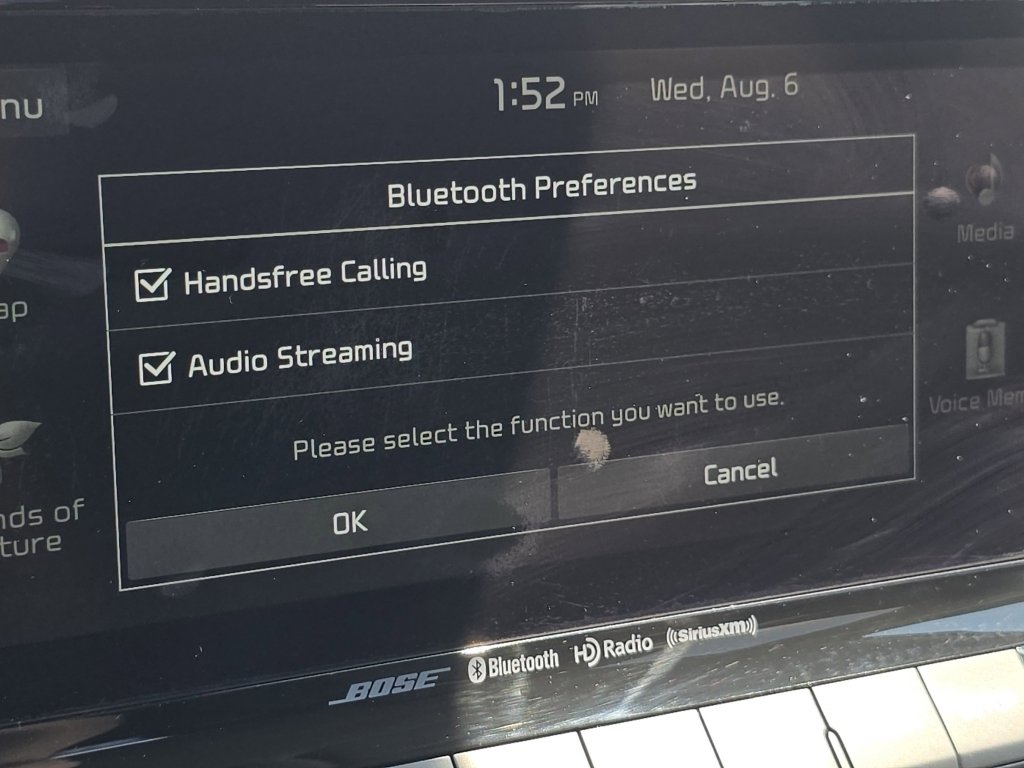 nu
1:52 PM
Wed, Aug. 6
Bluetooth Preferences
Handsfree Calling
Audio Streaming
Please select the function you want to use.
OK
Cancel
ap
nds of
ture
Media
Voice Mem
BOSE
Bluetooth
HD Radio
((SiriusXM))